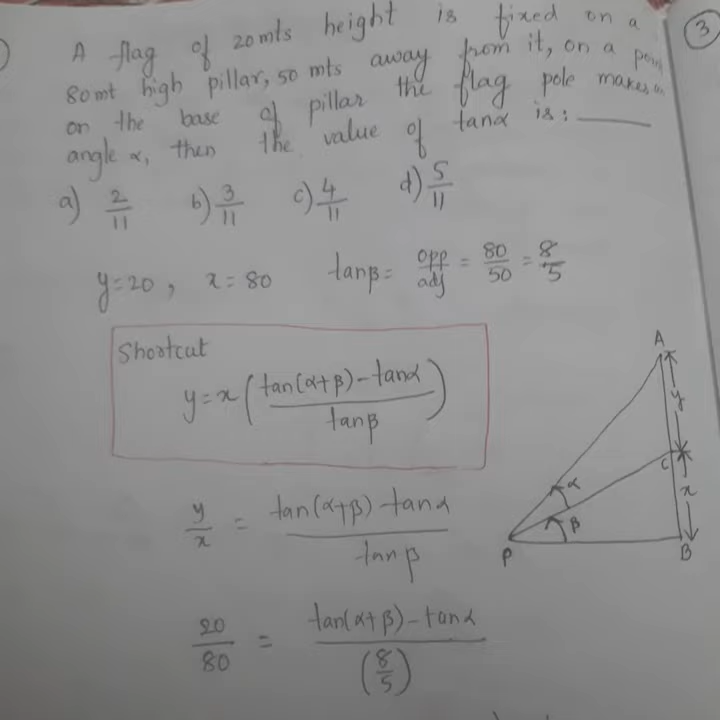 3
A flag of 20mts height is fixed on a
80mt high pillar, 50 mts away from it, on a point
on the base of pillar the flag pole makes an
angle α, then the value of tanα is: ______
a) 2/11 b) 3/11 c) 4/11 d) 5/11
y=20, x=80 tanβ= opp/adj = 80/50 = 8/5
Shortcut
y=x(tan(α+β)-tanα/tanβ)
A
y
C
x
α
β
P B
y/x = tan(α+β)-tanα/tanβ
20/80 = tan(α+β)-tanα/(8/5)